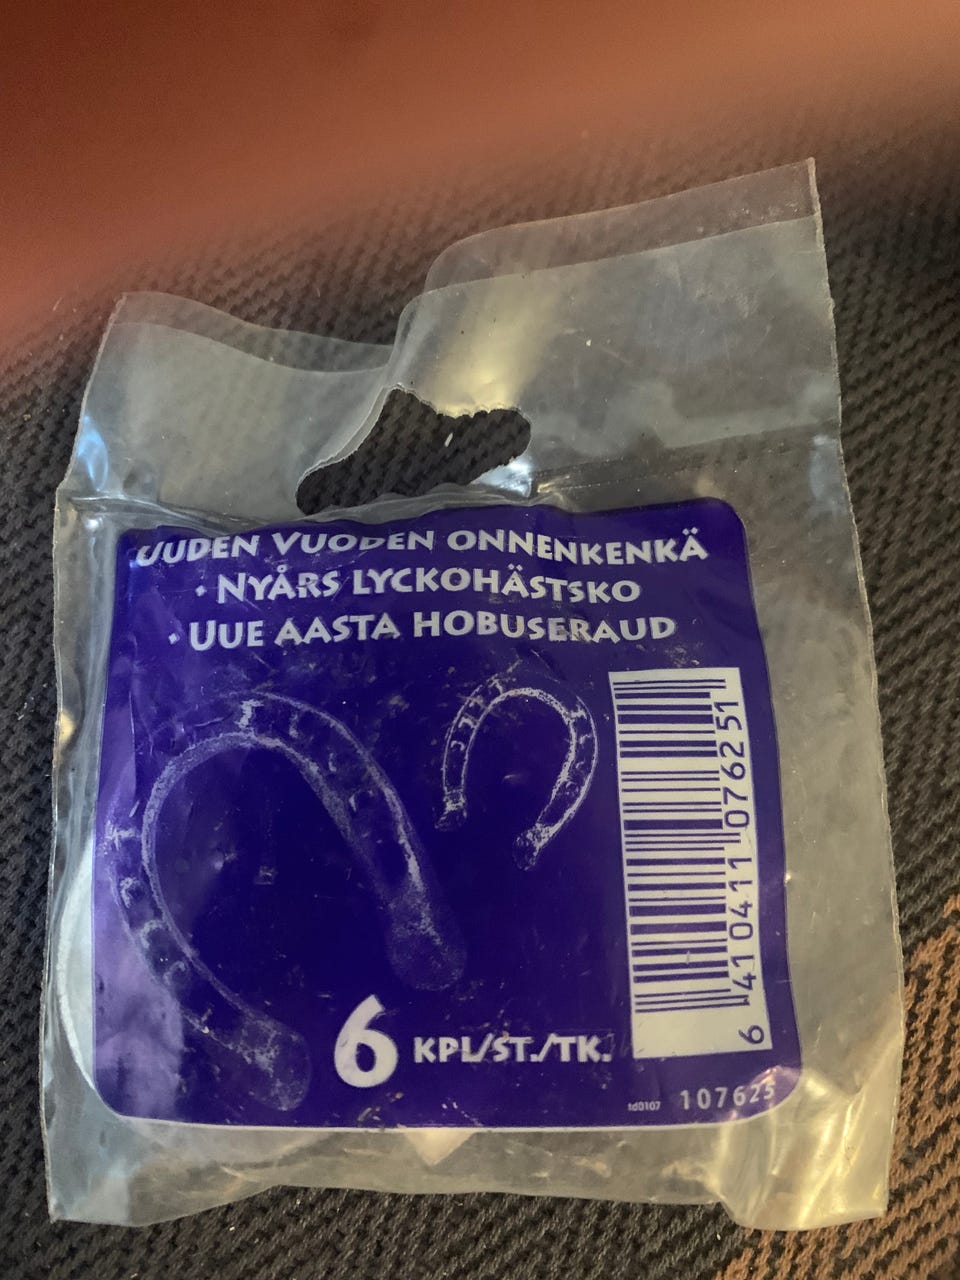 UUDEN VUODEN ONNENKENKÄ
• NYÅRS LYCKOHÄSTSKO
• UUE AASTA HOBUSERAUD
6 KPL/ST./TK.
6 410411 076251
td0107 107625